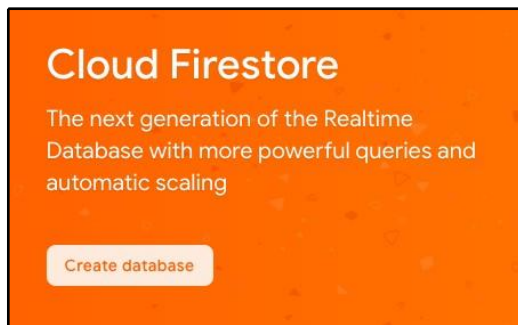 Cloud Firestore
The next generation of the Realtime
Database with more powerful queries and
automatic scaling
Create database